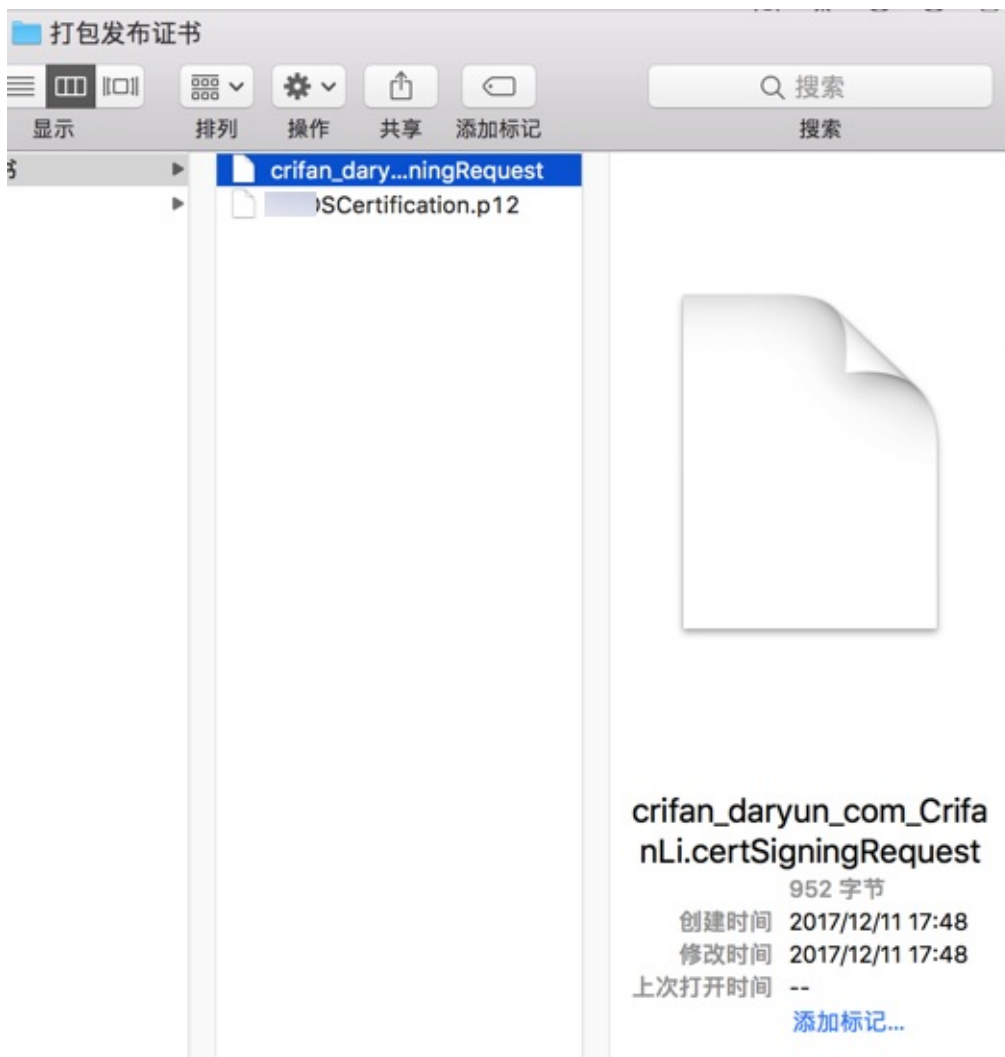 打包发布证书
显示
排列
操作
共享
添加标记
搜索
搜索
crifan_dary...ningRequest
SCertification.p12
crifan_daryun_com_Crifa
nLi.certSigningRequest
952 字节
创建时间 2017/12/11 17:48
修改时间 2017/12/11 17:48
上次打开时间 --
添加标记...